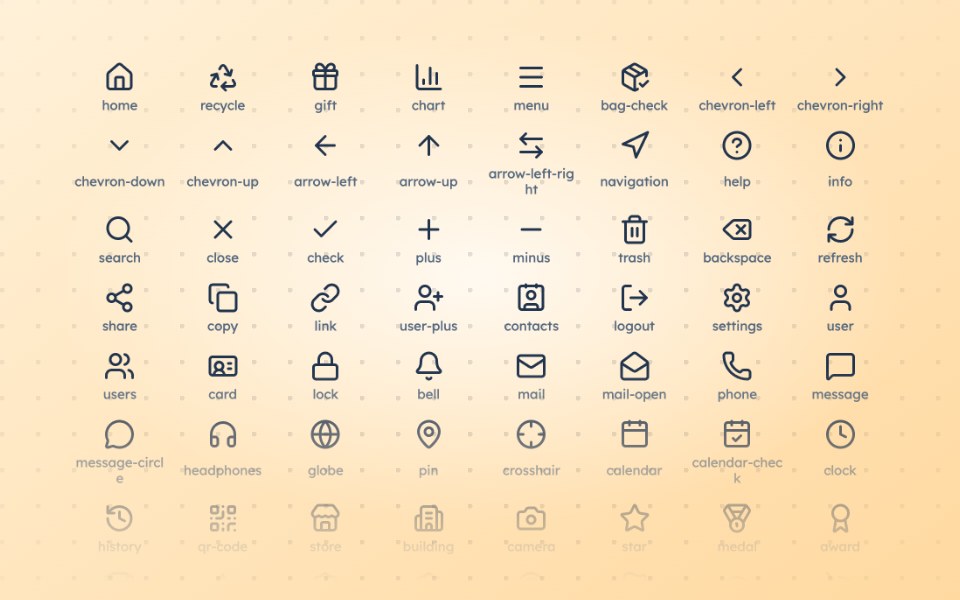 home recycle gift chart menu bag-check chevron-left chevron-right
chevron-down chevron-up arrow-left arrow-up arrow-left-rig navigation help info
ht
search close check plus minus trash backspace refresh
share copy link user-plus contacts logout settings user
users card lock bell mail mail-open phone message
message-circl headphones globe pin crosshair calendar calendar-chec clock
e k
history qr-code store building camera star medal award